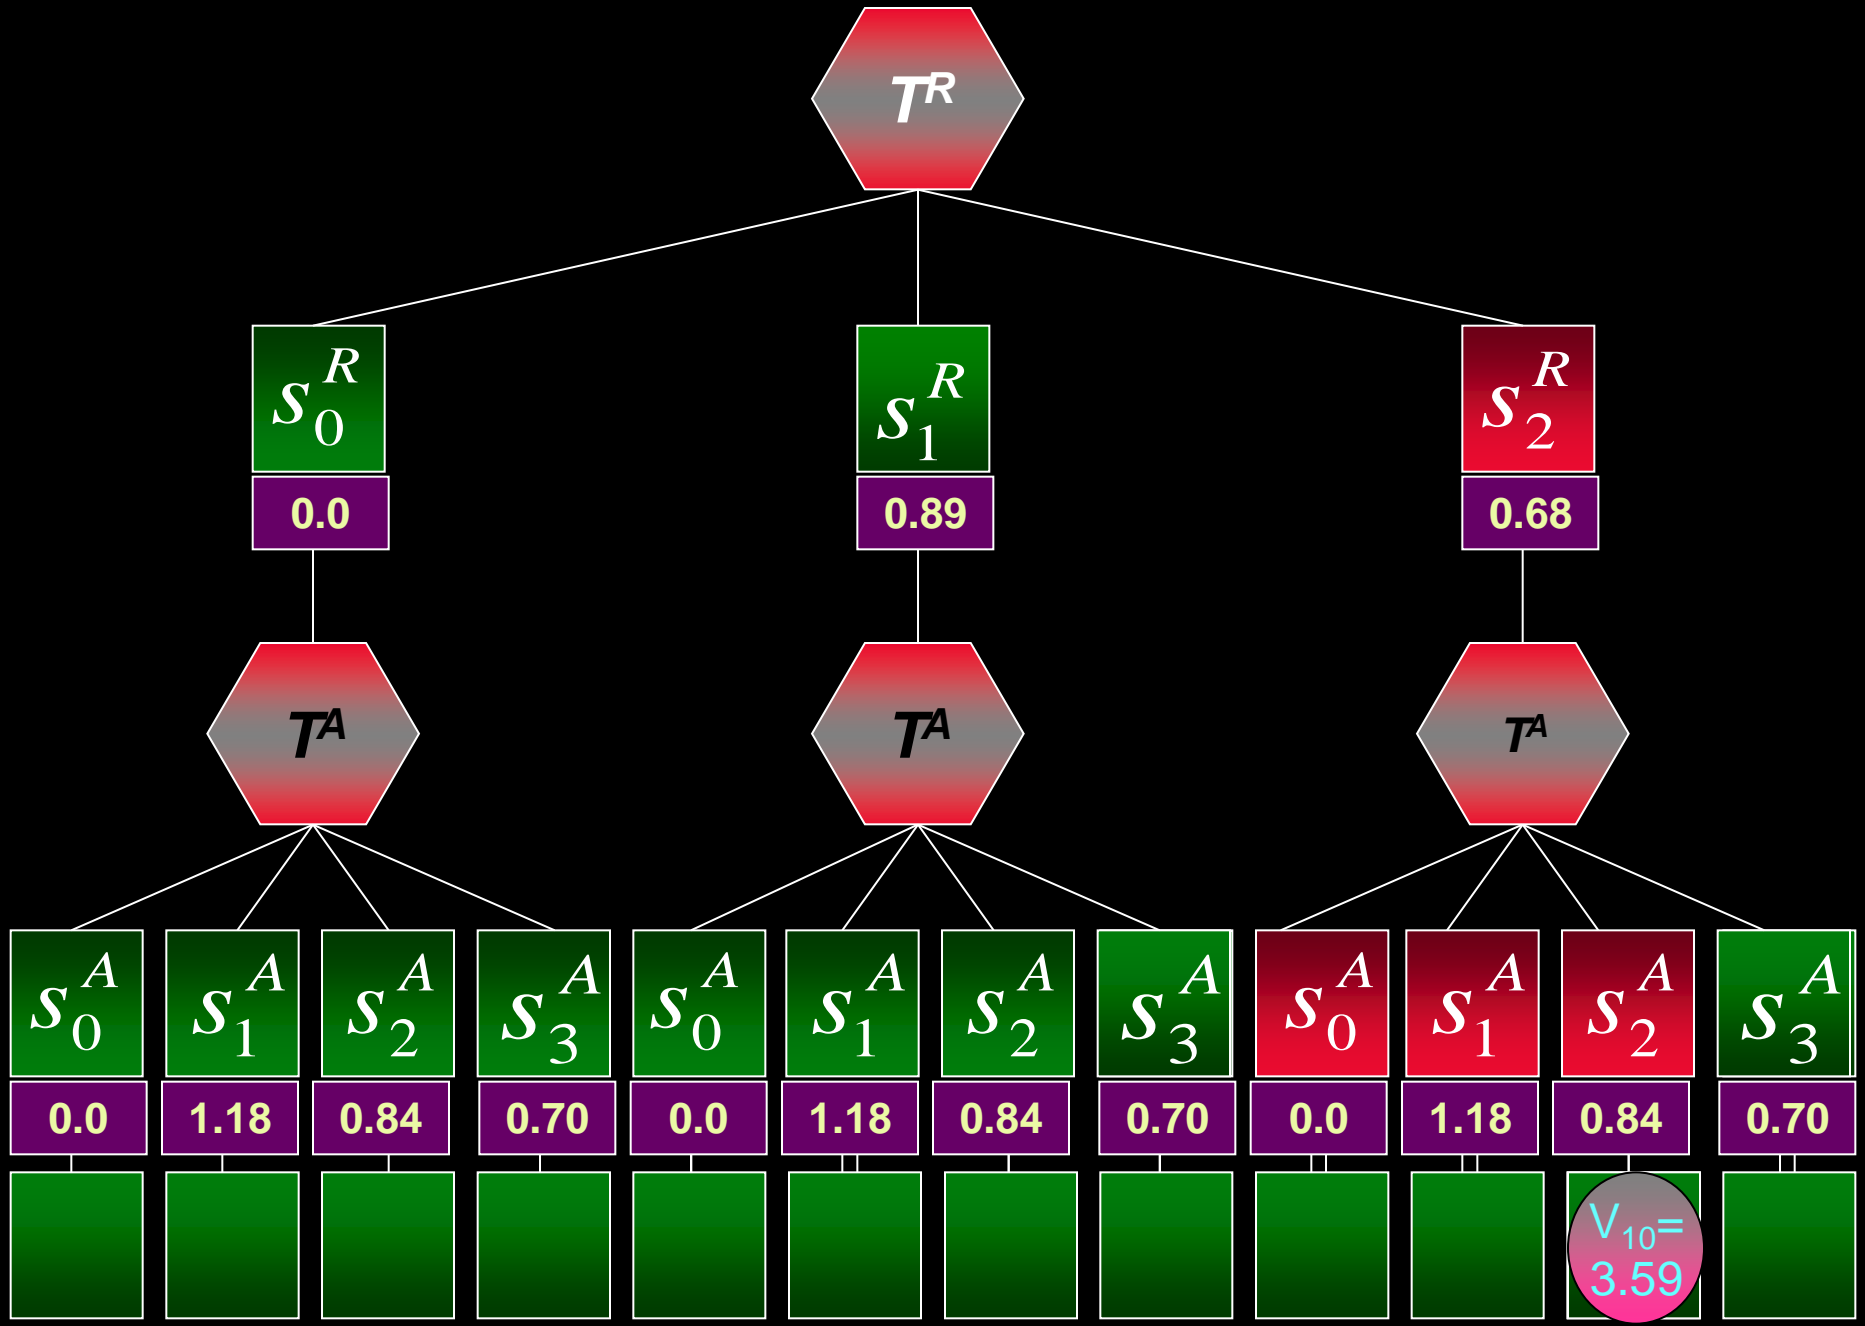 T^R
s_0^R s_1^R s_2^R
0.0 0.89 0.68
T^A T^A T^A
s_0^A s_1^A s_2^A s_3^A s_0^A s_1^A s_2^A s_3^A s_0^A s_1^A s_2^A s_3^A
0.0 1.18 0.84 0.70 0.0 1.18 0.84 0.70 0.0 1.18 0.84 0.70
V_10=
3.59